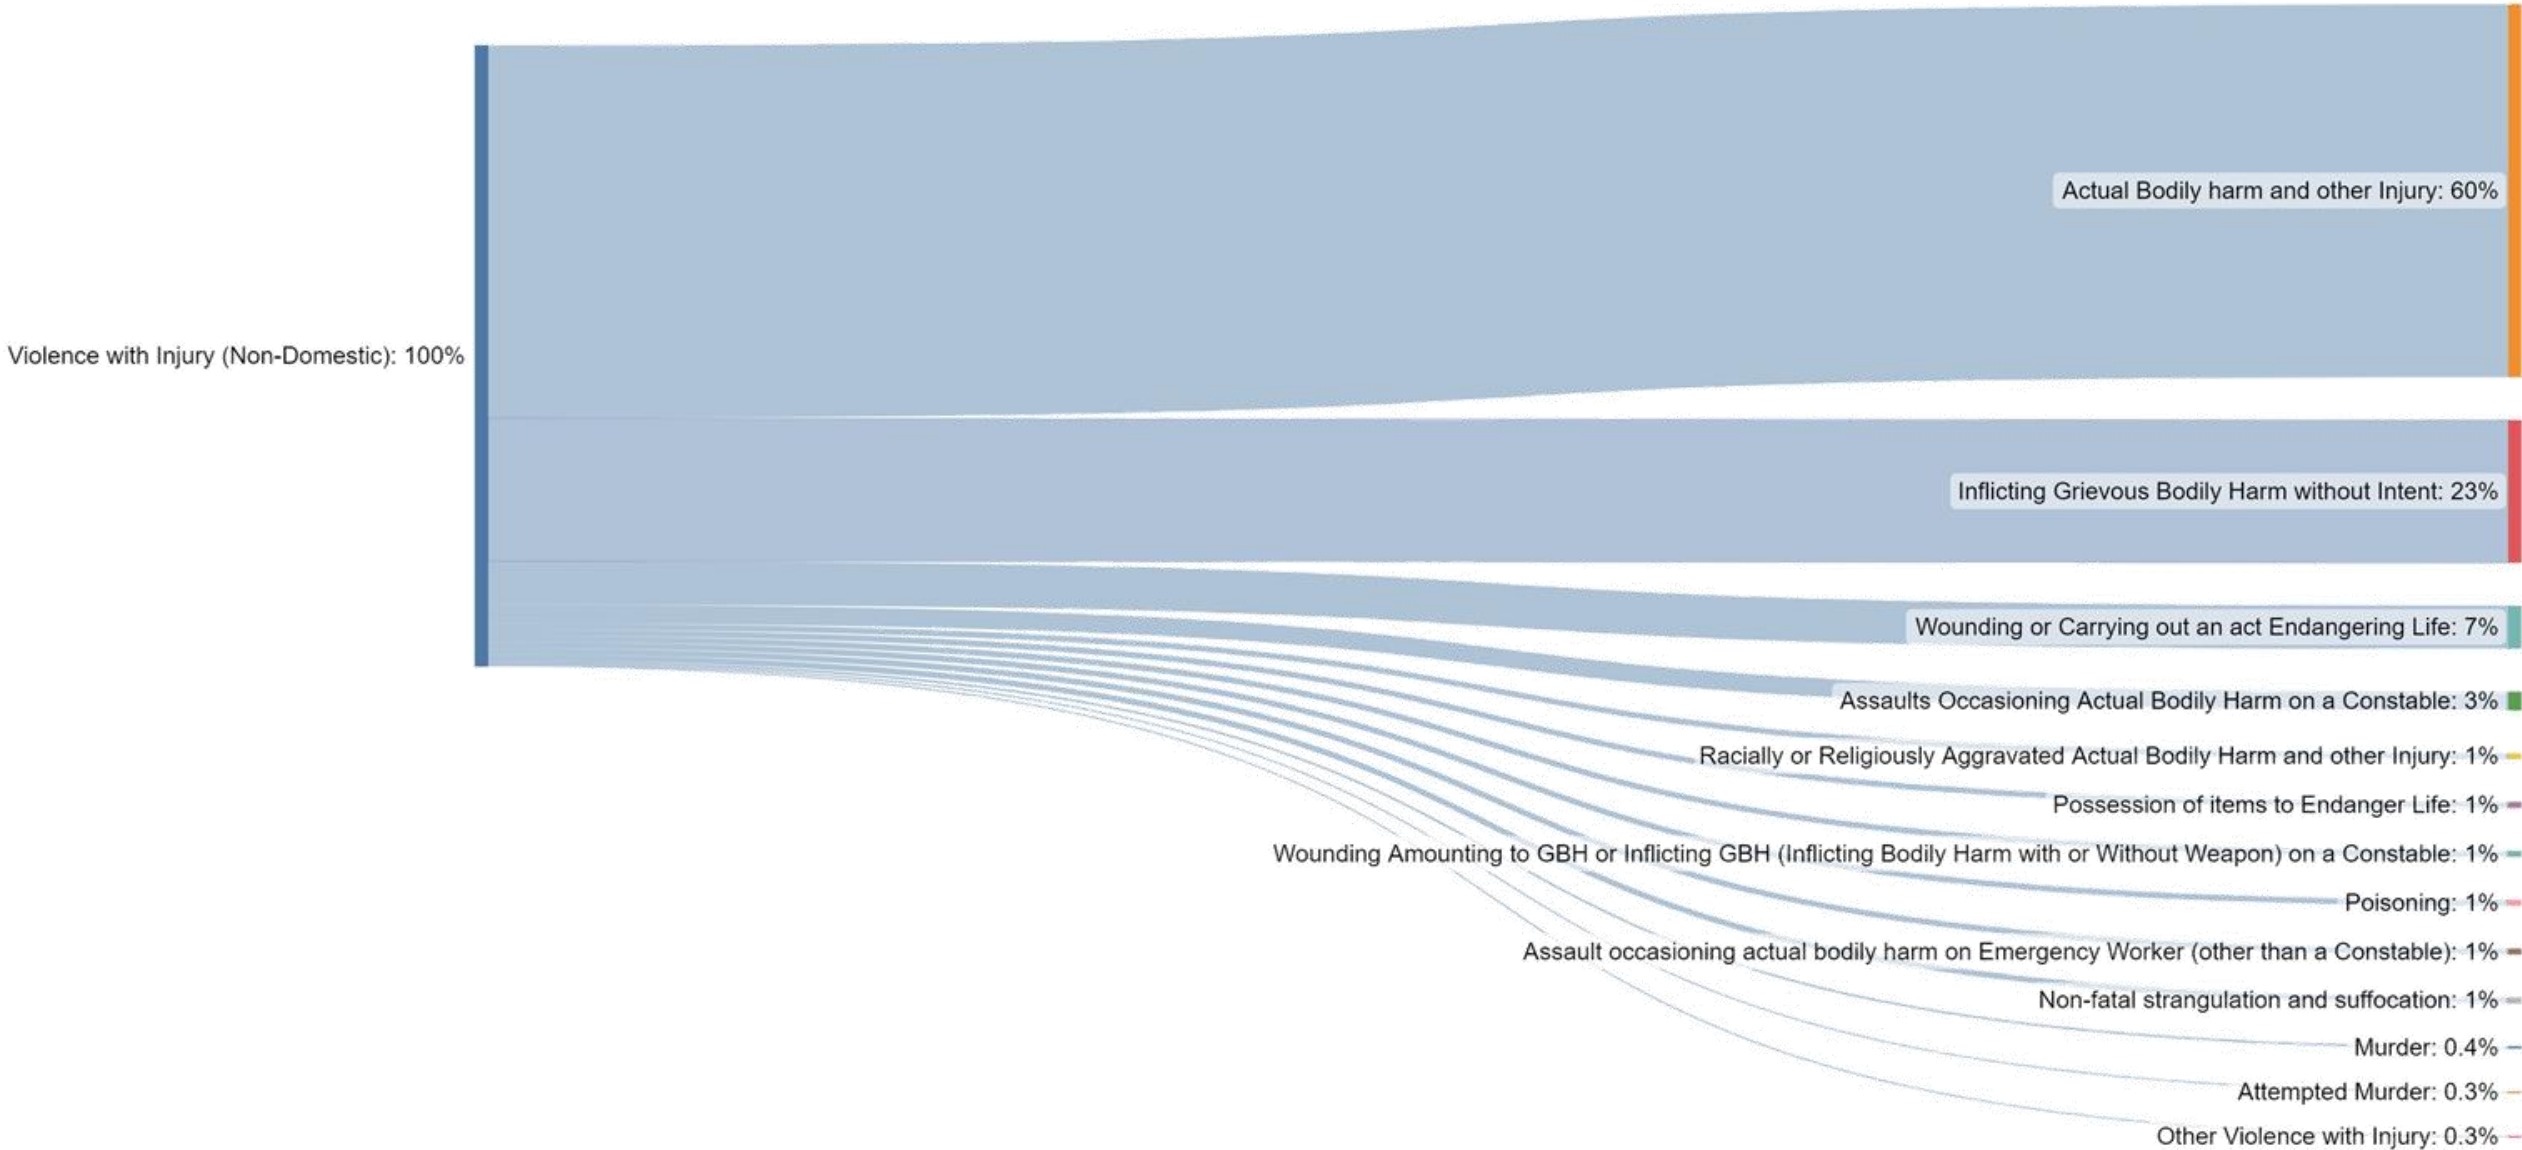 Violence with Injury (Non-Domestic): 100%
Actual Bodily harm and other Injury: 60%
Inflicting Grievous Bodily Harm without Intent: 23%
Wounding or Carrying out an act Endangering Life: 7%
Assaults Occasioning Actual Bodily Harm on a Constable: 3%
Racially or Religiously Aggravated Actual Bodily Harm and other Injury: 1%
Possession of items to Endanger Life: 1%
Wounding Amounting to GBH or Inflicting GBH (Inflicting Bodily Harm with or Without Weapon) on a Constable: 1%
Poisoning: 1%
Assault occasioning actual bodily harm on Emergency Worker (other than a Constable): 1%
Non-fatal strangulation and suffocation: 1%
Murder: 0.4%
Attempted Murder: 0.3%
Other Violence with Injury: 0.3%